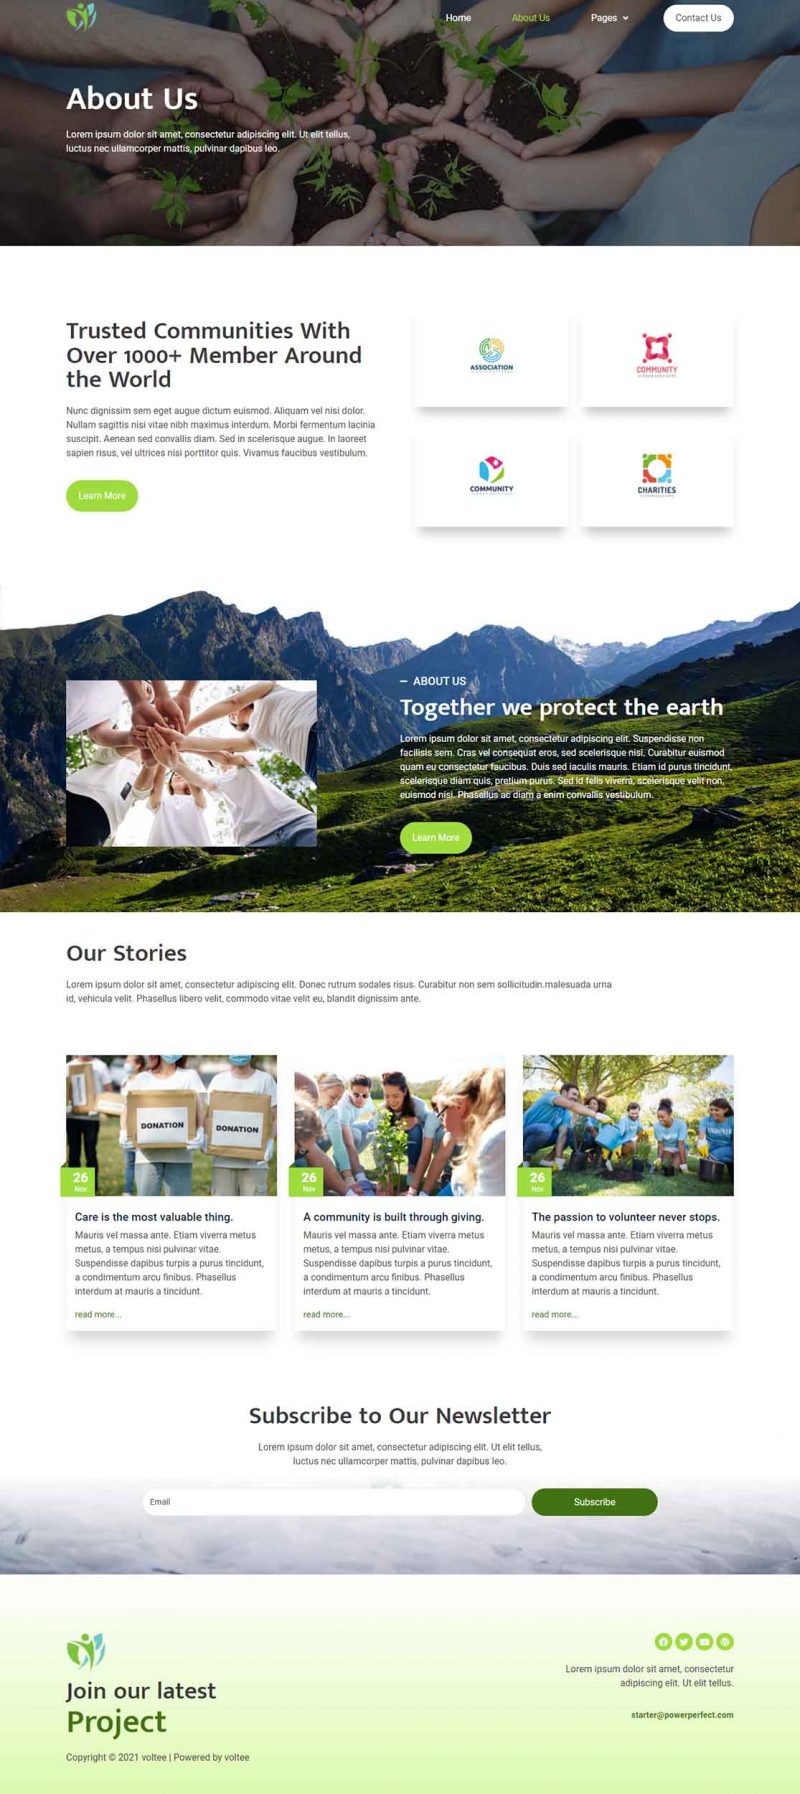 Home
About Us
Pages
Contact Us
About Us
Lorem ipsum dolor sit amet, consectetur adipiscing elit. Ut elit tellus,
luctus nec ullamcorper mattis, pulvinar dapibus leo.
Trusted Communities With
Over 1000+ Member Around
the World
Nunc dignissim sem eget augue dictum euismod. Aliquam vel nisi dolor.
Nullam sagittis nisi vitae nibh maximus interdum. Morbi fermentum lacinia
suscipit. Aenean sed convallis diam. Sed in scelerisque augue. In laoreet
sapien risus, vel ultrices nisi porttitor quis. Vivamus faucibus vestibulum.
Learn More
ASSOCIATION
COMMUNITY
COMMUNITY
CHARITIES
— ABOUT US
Together we protect the earth
Lorem ipsum dolor sit amet, consectetur adipiscing elit. Suspendisse non
facilisis sem. Cras vel consequat eros, sed scelerisque nisi. Curabitur euismod
quam eu consectetur faucibus. Duis sed iaculis mauris. Etiam id purus tincidunt,
scelerisque diam quis, pretium purus. Sed id felis viverra, scelerisque velit non,
euismod nisi. Phasellus ac diam a enim convallis vestibulum.
Learn More
Our Stories
Lorem ipsum dolor sit amet, consectetur adipiscing elit. Donec rutrum sodales risus. Curabitur non sem sollicitudin.malesuada urna
id, vehicula velit. Phasellus libero velit, commodo vitae velit eu, blandit dignissim ante.
DONATION
DONATION
26
Nov
Care is the most valuable thing.
Mauris vel massa ante. Etiam viverra metus
metus, a tempus nisi pulvinar vitae.
Suspendisse dapibus turpis a purus tincidunt,
a condimentum arcu finibus. Phasellus
interdum at mauris a tincidunt.
read more...
26
Nov
A community is built through giving.
Mauris vel massa ante. Etiam viverra metus
metus, a tempus nisi pulvinar vitae.
Suspendisse dapibus turpis a purus tincidunt,
a condimentum arcu finibus. Phasellus
interdum at mauris a tincidunt.
read more...
26
Nov
The passion to volunteer never stops.
Mauris vel massa ante. Etiam viverra metus
metus, a tempus nisi pulvinar vitae.
Suspendisse dapibus turpis a purus tincidunt,
a condimentum arcu finibus. Phasellus
interdum at mauris a tincidunt.
read more...
Subscribe to Our Newsletter
Lorem ipsum dolor sit amet, consectetur adipiscing elit. Ut elit tellus,
luctus nec ullamcorper mattis, pulvinar dapibus leo.
Email
Subscribe
Join our latest
Project
Copyright © 2021 voltee | Powered by voltee
Lorem ipsum dolor sit amet, consectetur
adipiscing elit. Ut elit tellus.
starter@powerperfect.com